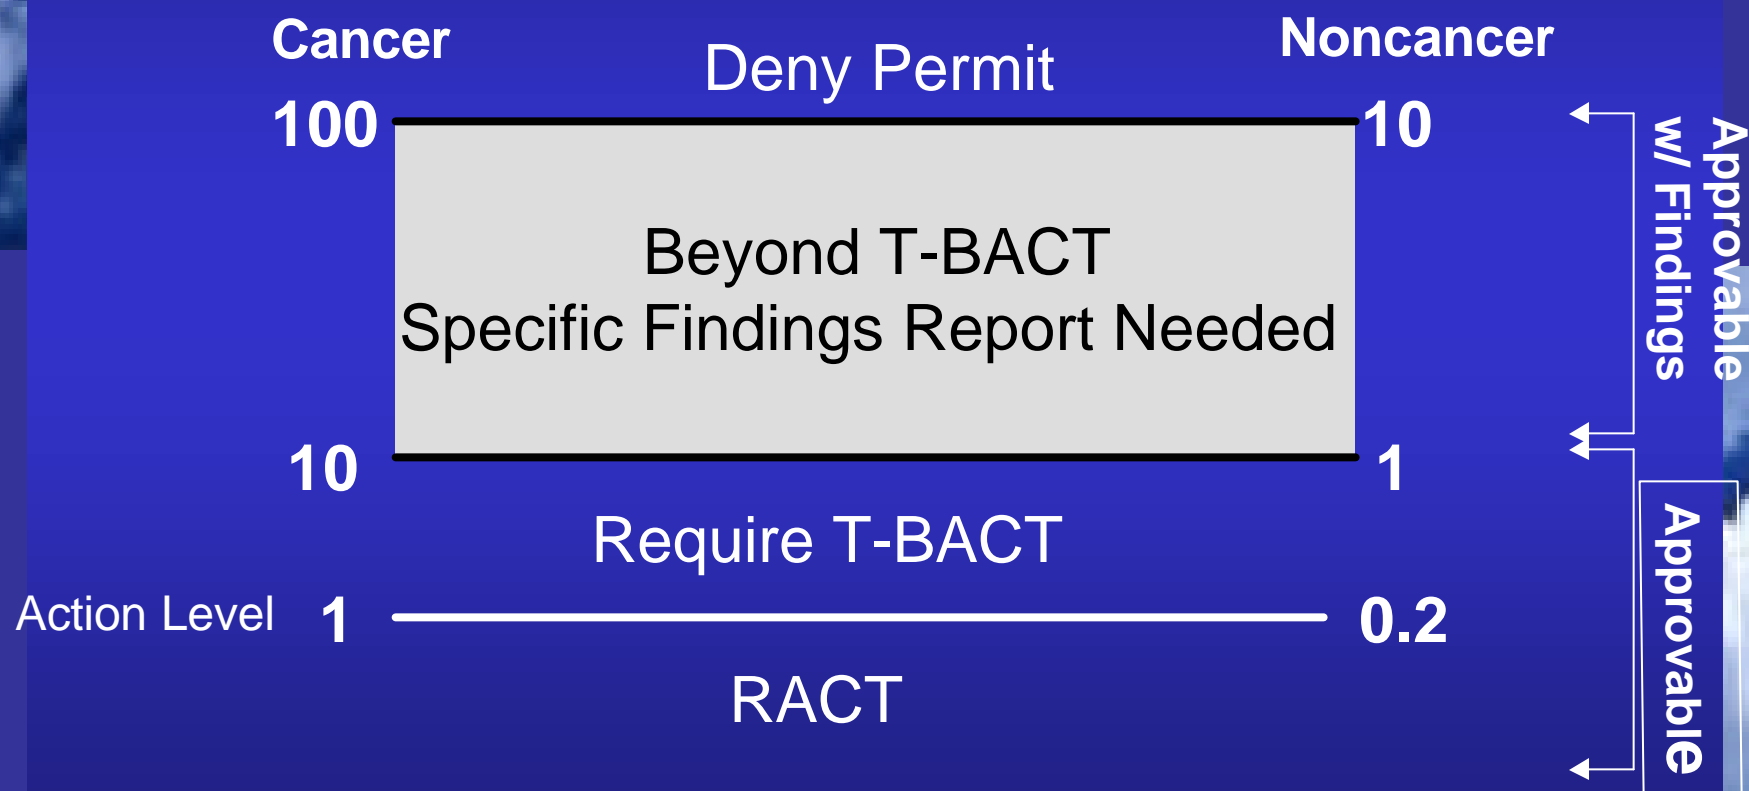 Cancer
Deny Permit
Noncancer
100
10
Beyond T-BACT
Specific Findings Report Needed
Approvable
w/ Findings
10
1
Require T-BACT
Action Level 1
0.2
RACT
Approvable